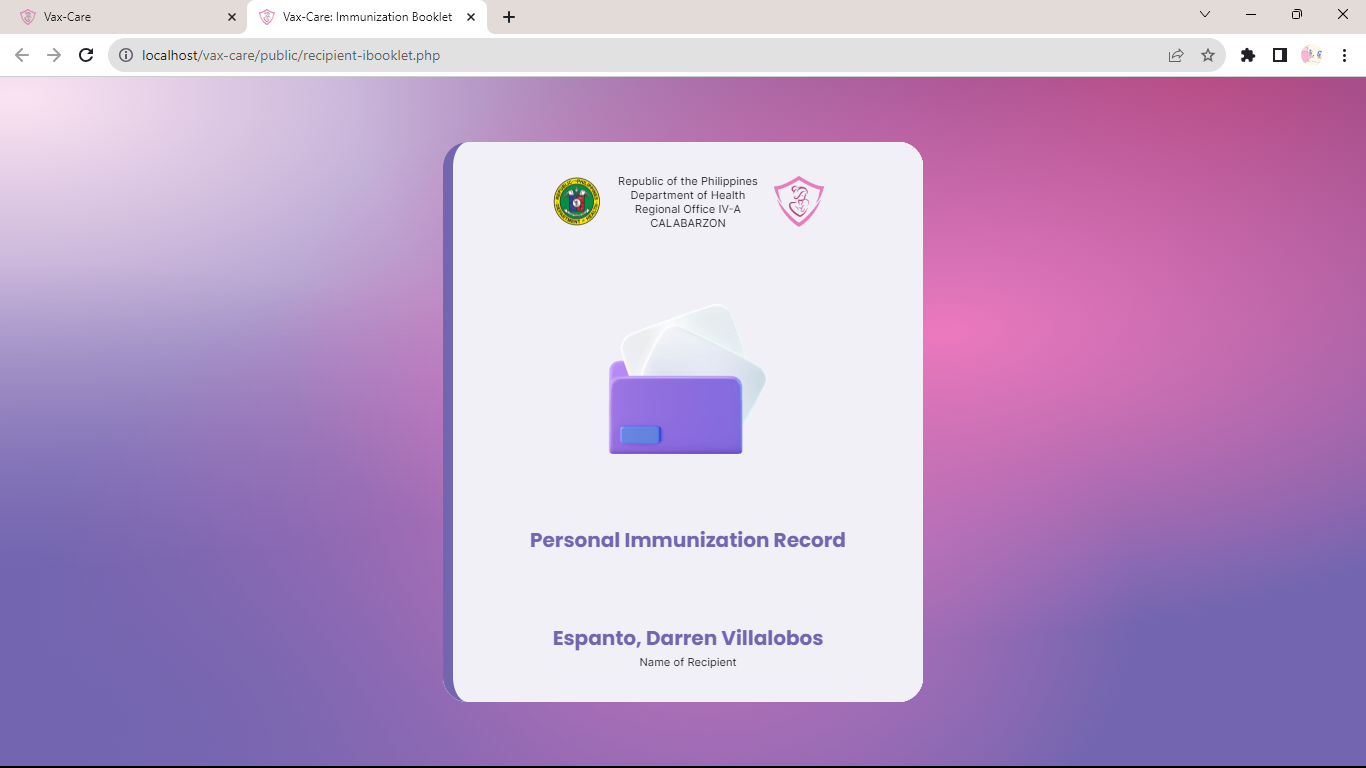 Vax-Care
Vax-Care: Immunization Booklet
localhost/vax-care/public/recipient-ibooklet.php
Republic of the Philippines
Department of Health
Regional Office IV-A
CALABARZON
Personal Immunization Record
Espanto, Darren Villalobos
Name of Recipient